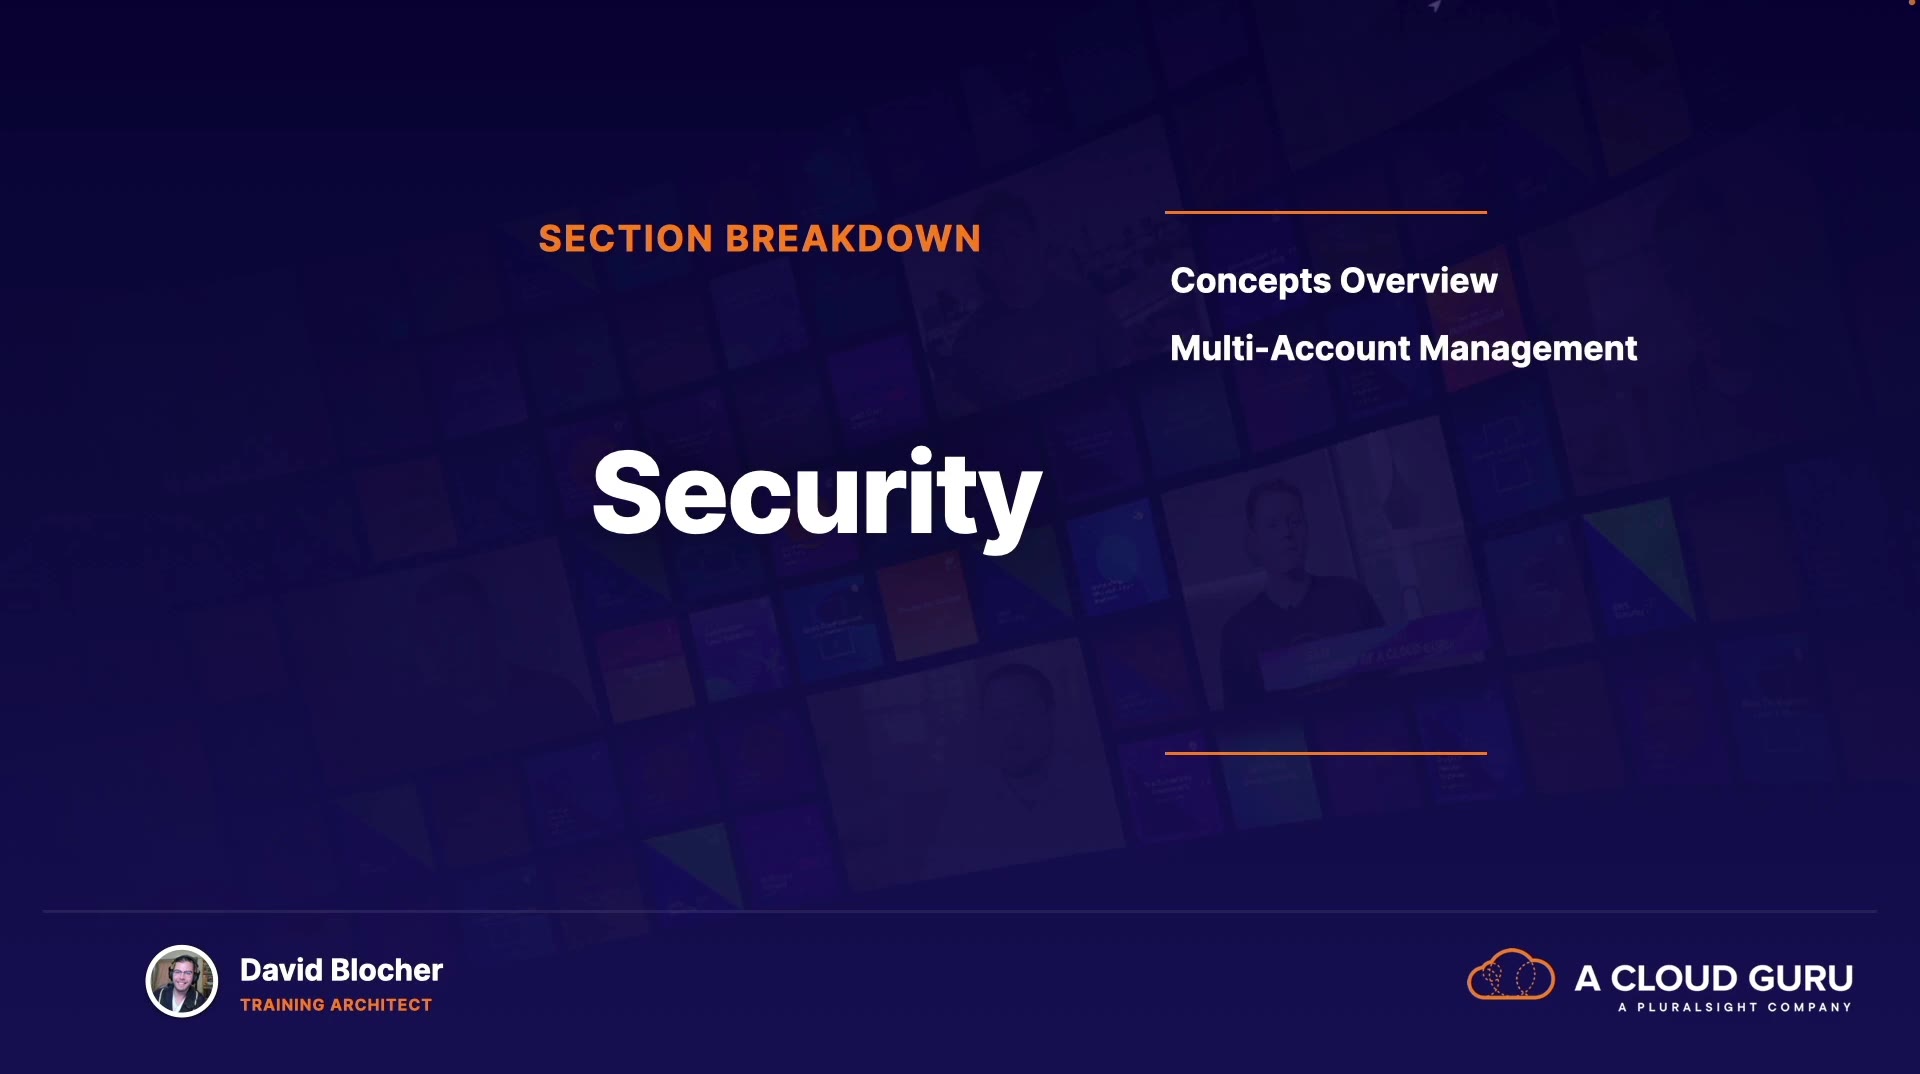 SECTION BREAKDOWN
Security
Concepts Overview
Multi-Account Management
David Blocher
TRAINING ARCHITECT
A CLOUD GURU
A PLURALSIGHT COMPANY